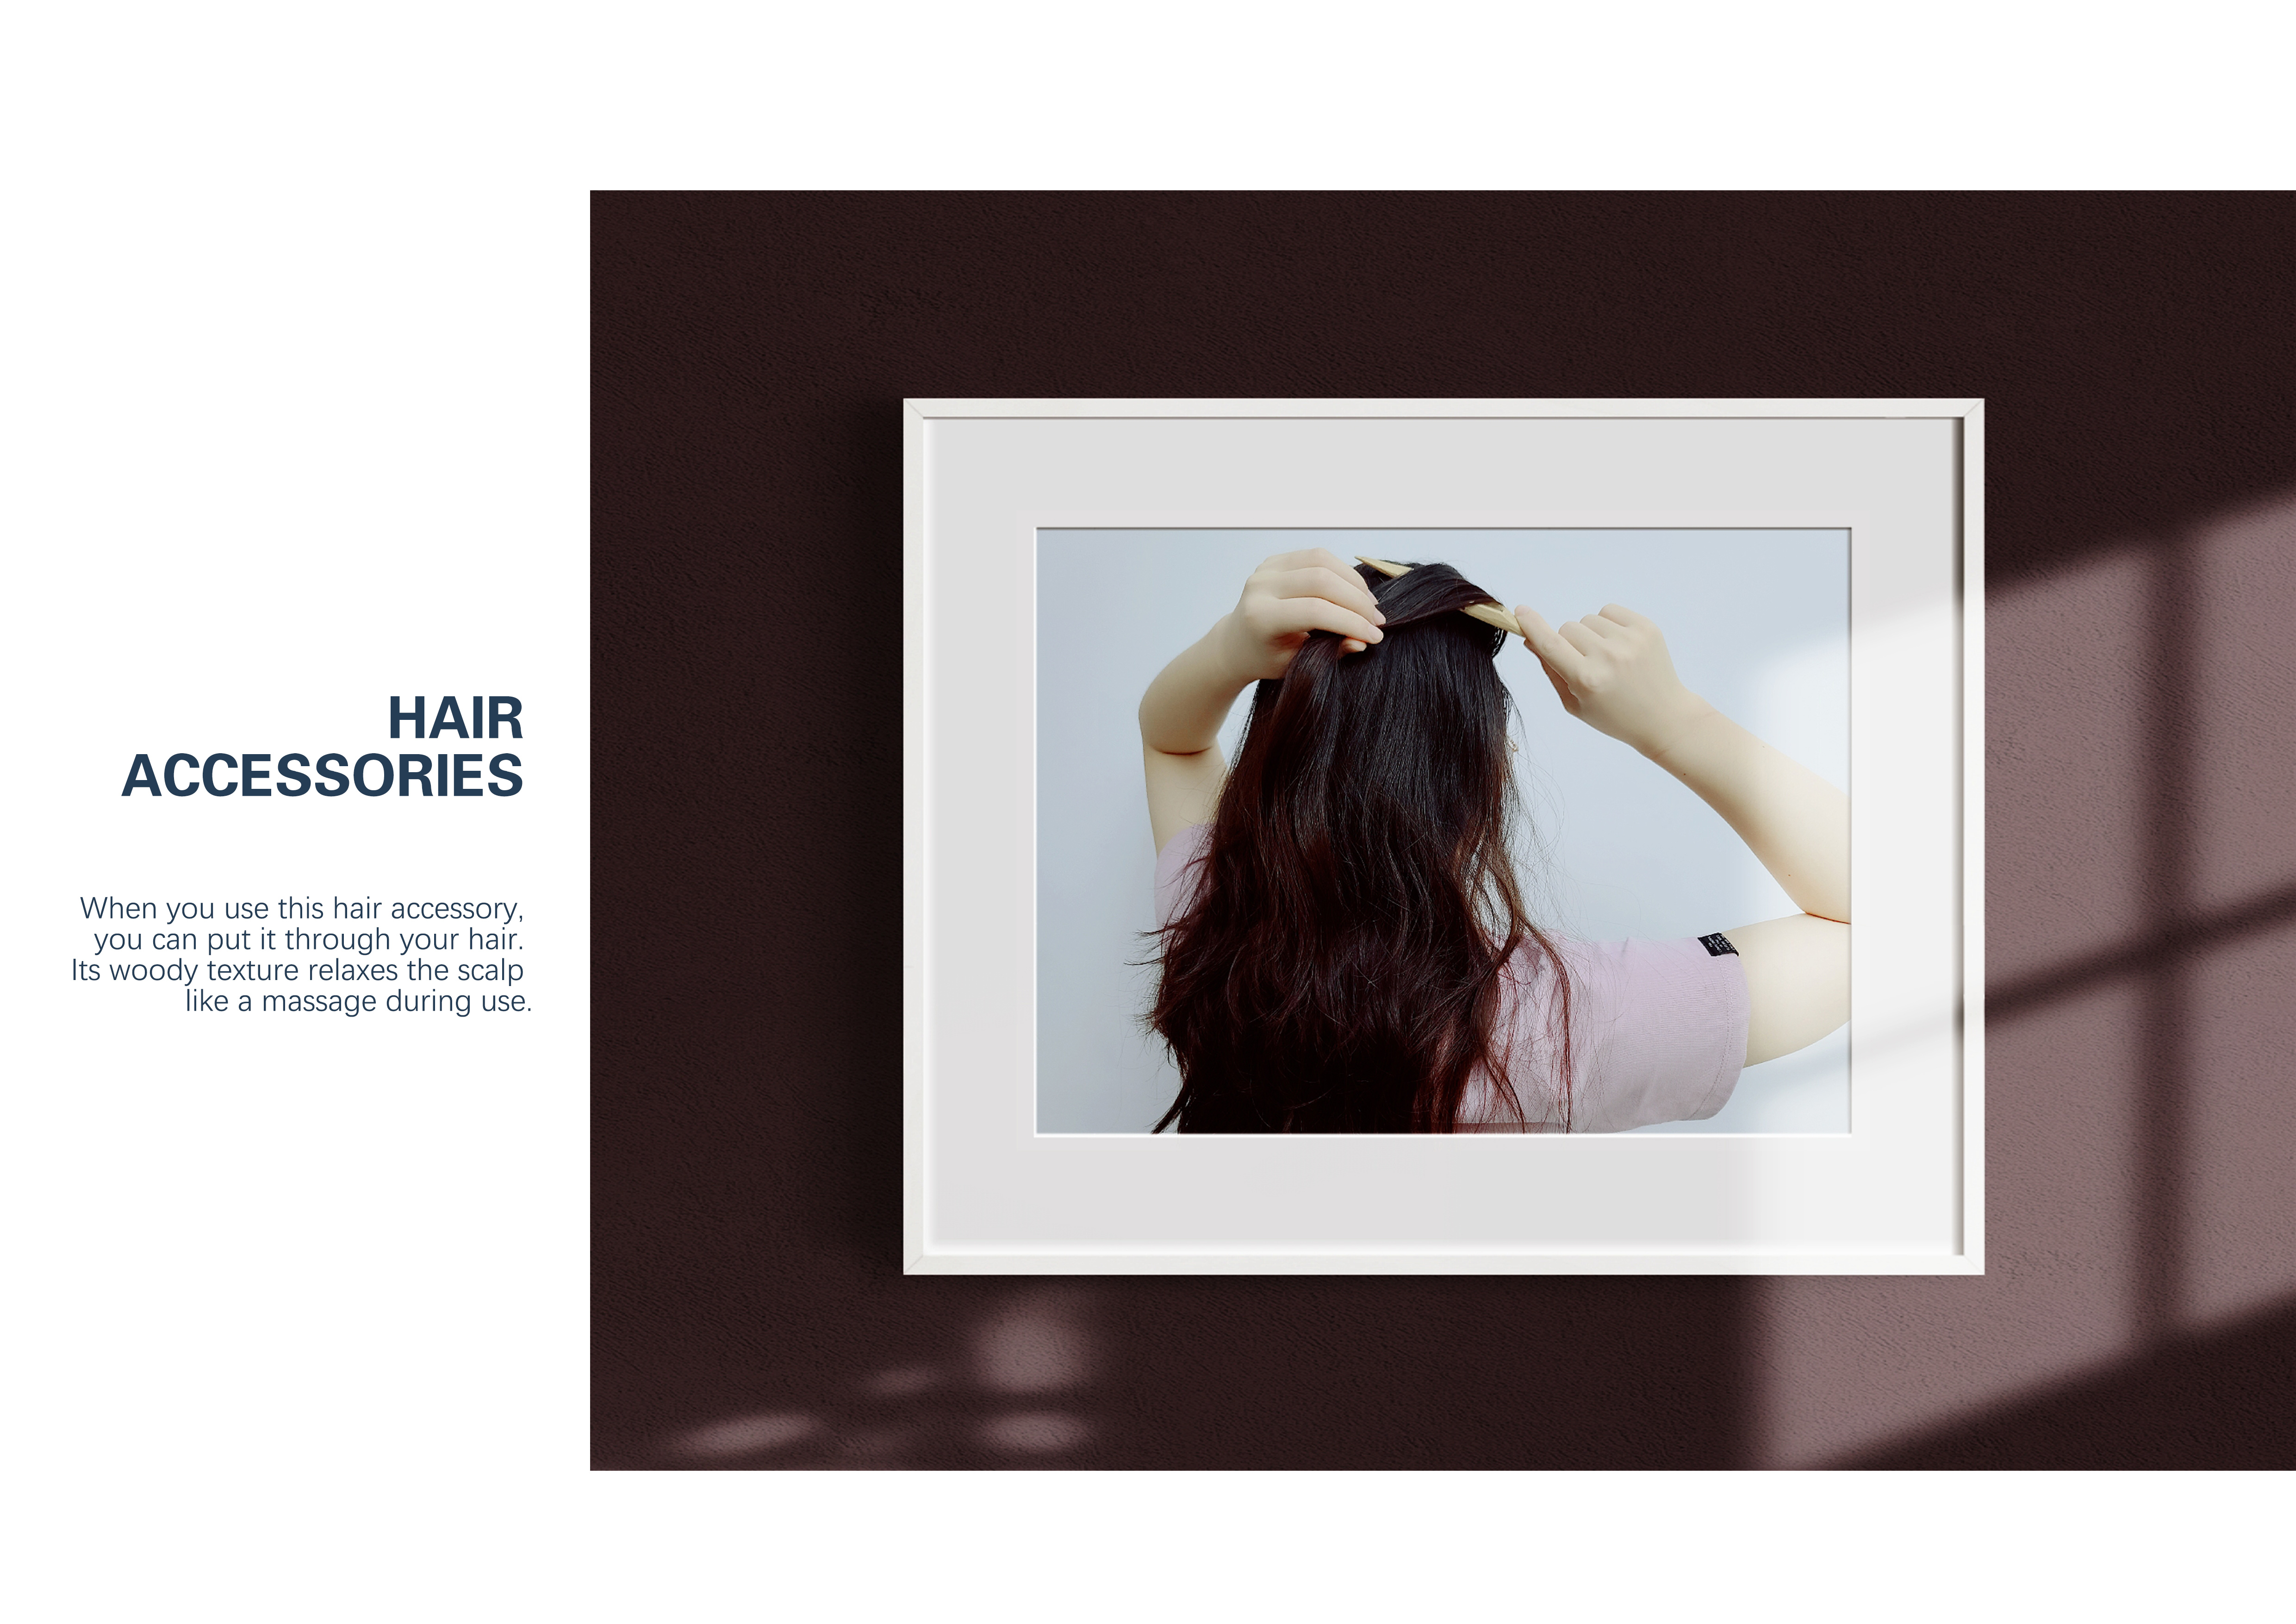 HAIR
ACCESSORIES
When you use this hair accessory,
you can put it through your hair.
Its woody texture relaxes the scalp
like a massage during use.